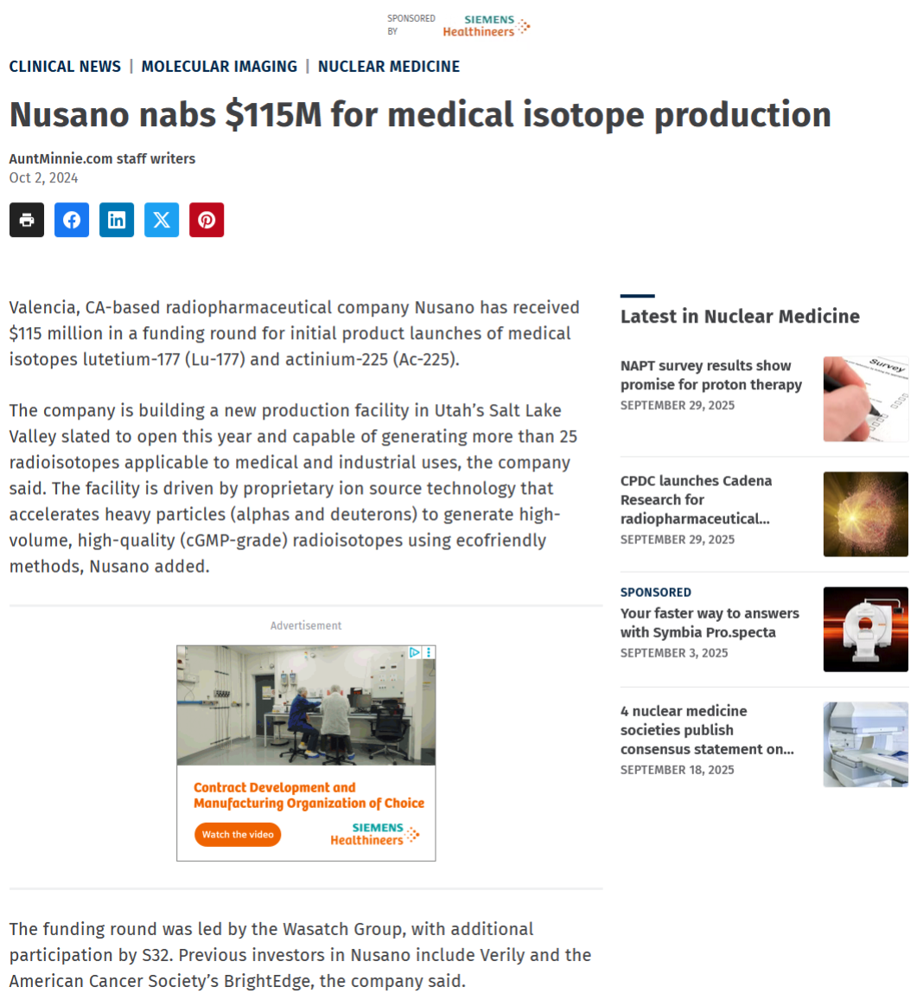 SPONSORED
BY
SIEMENS
Healthineers
CLINICAL NEWS | MOLECULAR IMAGING | NUCLEAR MEDICINE
Nusano nabs $115M for medical isotope production
AuntMinnie.com staff writers
Oct 2, 2024
Valencia, CA-based radiopharmaceutical company Nusano has received
$115 million in a funding round for initial product launches of medical
isotopes lutetium-177 (Lu-177) and actinium-225 (Ac-225).
The company is building a new production facility in Utah’s Salt Lake
Valley slated to open this year and capable of generating more than 25
radioisotopes applicable to medical and industrial uses, the company
said. The facility is driven by proprietary ion source technology that
accelerates heavy particles (alphas and deuterons) to generate high-
volume, high-quality (cGMP-grade) radioisotopes using ecofriendly
methods, Nusano added.
Advertisement
Contract Development and
Manufacturing Organization of Choice
Watch the video
SIEMENS
Healthineers
The funding round was led by the Wasatch Group, with additional
participation by S32. Previous investors in Nusano include Verily and the
American Cancer Society’s BrightEdge, the company said.
Latest in Nuclear Medicine
NAPT survey results show
promise for proton therapy
SEPTEMBER 29, 2025
Survey
CPDC launches Cadena
Research for
radiopharmaceutical...
SEPTEMBER 29, 2025
SPONSORED
Your faster way to answers
with Symbia Pro.specta
SEPTEMBER 3, 2025
4 nuclear medicine
societies publish
consensus statement on...
SEPTEMBER 18, 2025